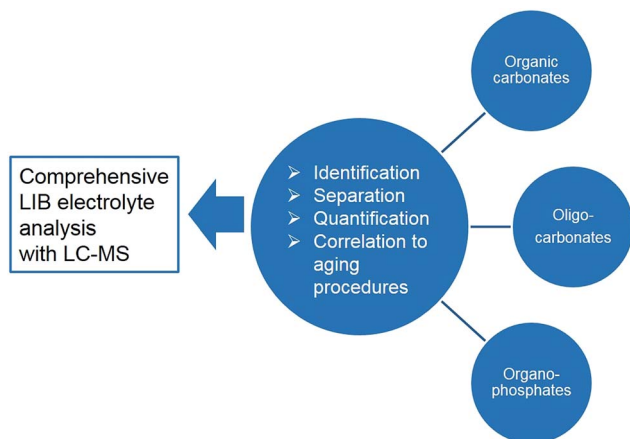 Comprehensive
LIB electrolyte
analysis
with LC-MS
➢ Identification
➢ Separation
➢ Quantification
➢ Correlation to
aging
procedures
Organic
carbonates
Oligo-
carbonates
Organo-
phosphates